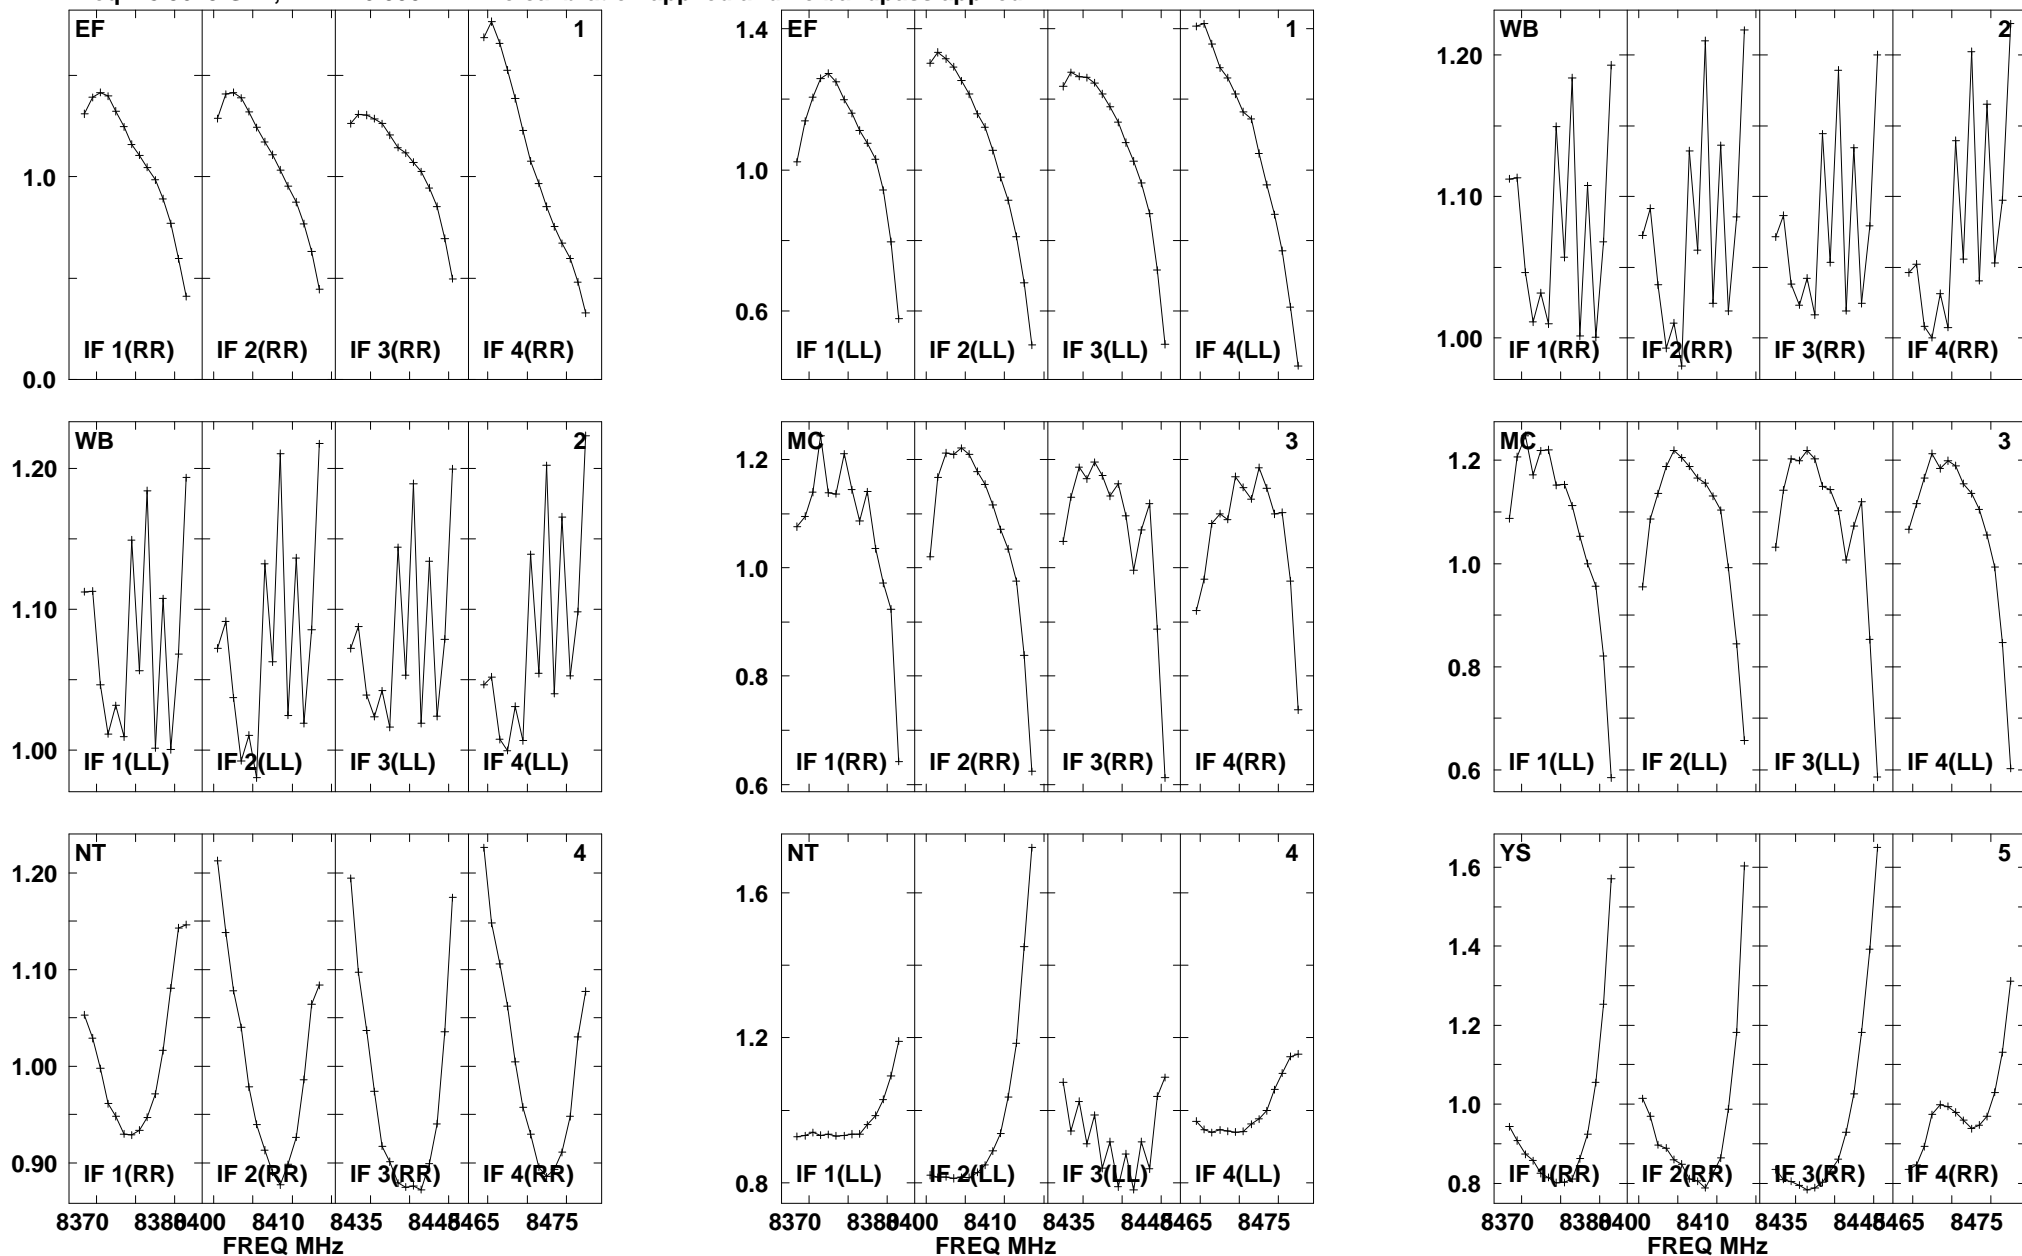 EF 1
1.0
0.0
IF 1(RR) IF 2(RR) IF 3(RR) IF 4(RR)
EF 1
1.4
1.0
0.6
IF 1(LL) IF 2(LL) IF 3(LL) IF 4(LL)
WB 2
1.20
1.10
1.00
IF 1(RR) IF 2(RR) IF 3(RR) IF 4(RR)
WB 2
1.20
1.10
1.00
IF 1(LL) IF 2(LL) IF 3(LL) IF 4(LL)
MC 3
1.2
1.0
0.8
0.6
IF 1(RR) IF 2(RR) IF 3(RR) IF 4(RR)
MC 3
1.2
1.0
0.8
0.6
IF 1(LL) IF 2(LL) IF 3(LL) IF 4(LL)
NT 4
1.20
1.10
1.00
0.90
IF 1(RR) IF 2(RR) IF 3(RR) IF 4(RR)
8370 8380 8400 8410 8435 8445 8465 8475
FREQ MHz
NT 4
1.6
1.2
0.8
IF 1(LL) IF 2(LL) IF 3(LL) IF 4(LL)
8370 8380 8400 8410 8435 8445 8465 8475
FREQ MHz
YS 5
1.6
1.4
1.2
1.0
0.8
IF 1(RR) IF 2(RR) IF 3(RR) IF 4(RR)
8370 8380 8400 8410 8435 8445 8465 8475
FREQ MHz